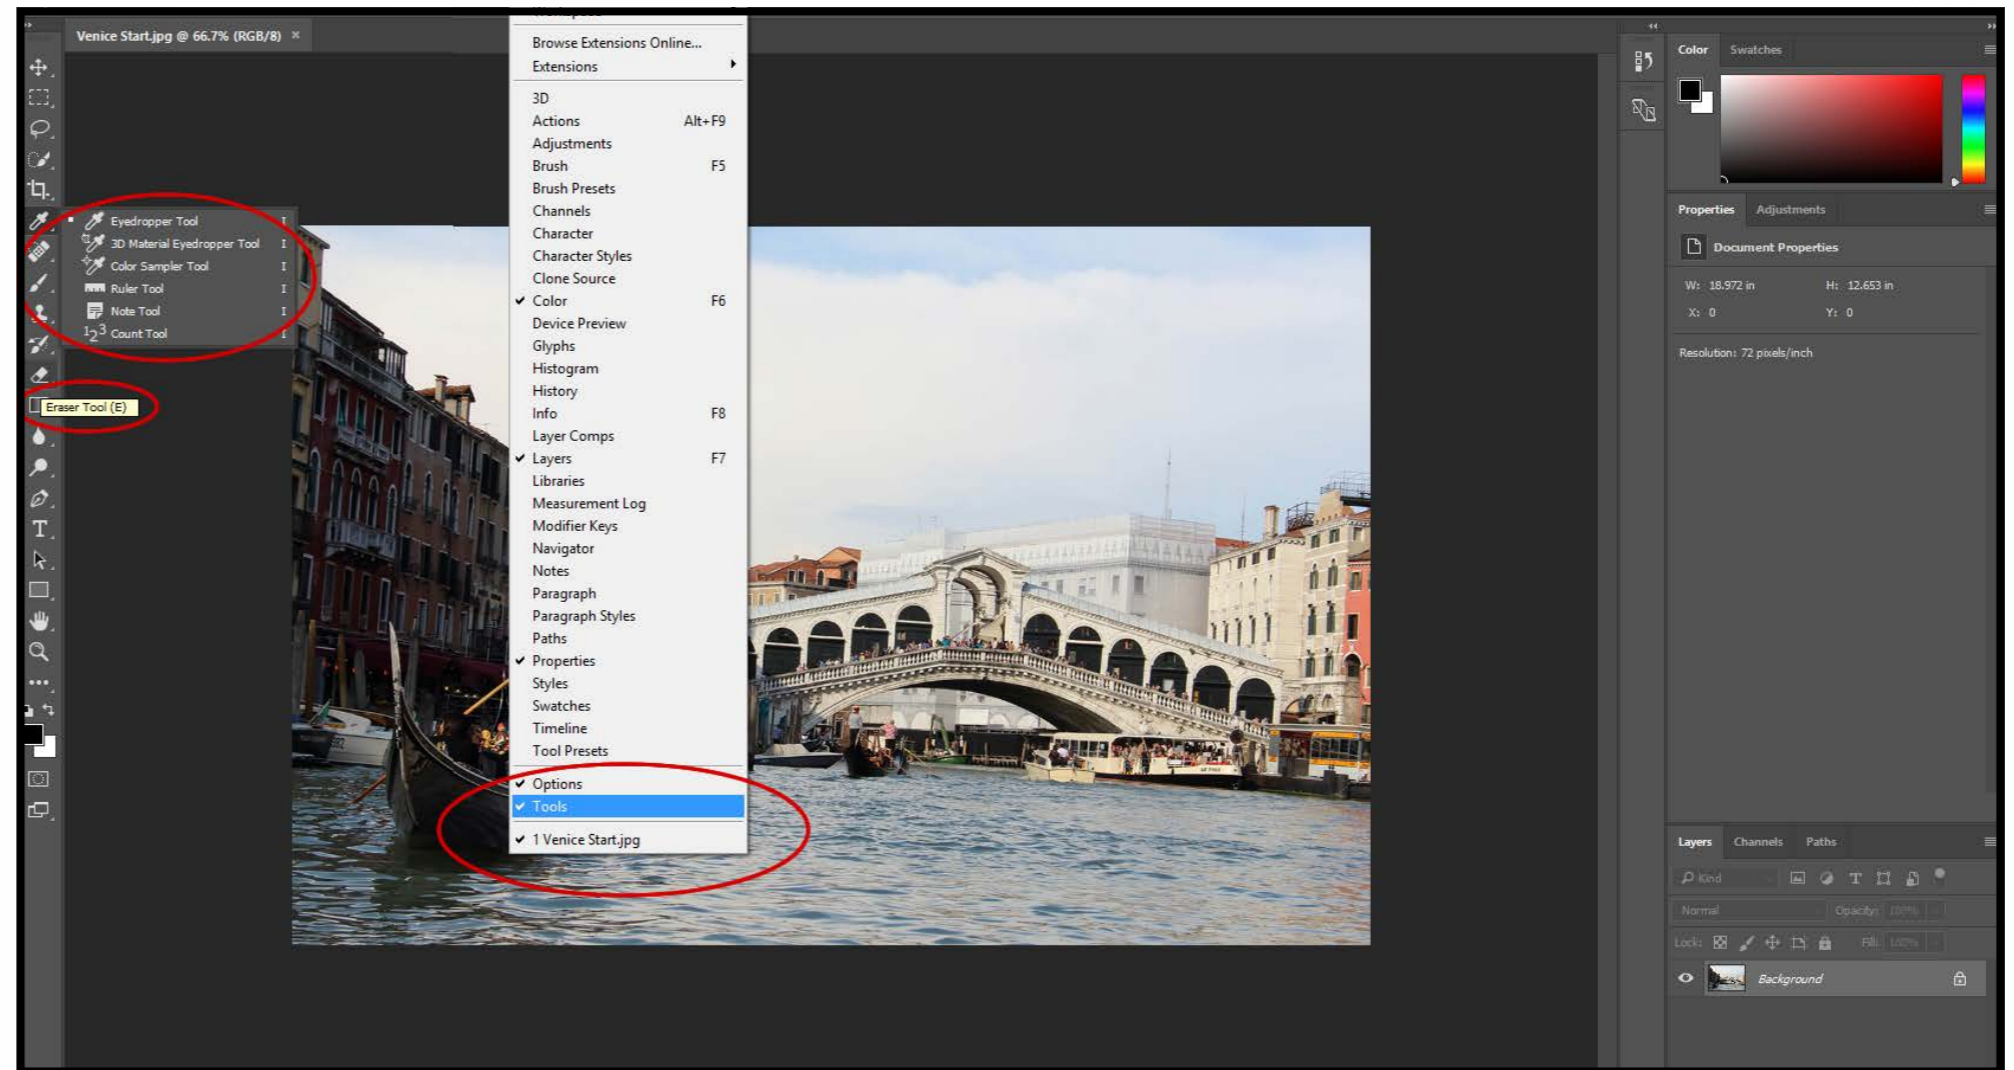 Venice Start.jpg @ 66.7% (RGB/8) ×
Eyedropper Tool I
3D Material Eyedropper Tool I
Color Sampler Tool I
Ruler Tool I
Note Tool I
Count Tool I
Eraser Tool (E)
Browse Extensions Online...
Extensions
3D
Actions Alt+F9
Adjustments
Brush F5
Brush Presets
Channels
Character
Character Styles
Clone Source
Color F6
Device Preview
Glyphs
Histogram
History
Info F8
Layer Comps
Layers F7
Libraries
Measurement Log
Modifier Keys
Navigator
Notes
Paragraph
Paragraph Styles
Paths
Properties
Styles
Swatches
Timeline
Tool Presets
Options
Tools
1 Venice Start.jpg
Color Swatches
Properties Adjustments
Document Properties
W: 18.972 in H: 12.653 in
X: 0 Y: 0
Resolution: 72 pixels/inch
Layers Channels Paths
Kind
Normal Opacity: 100%
Lock: Fill: 100%
Background